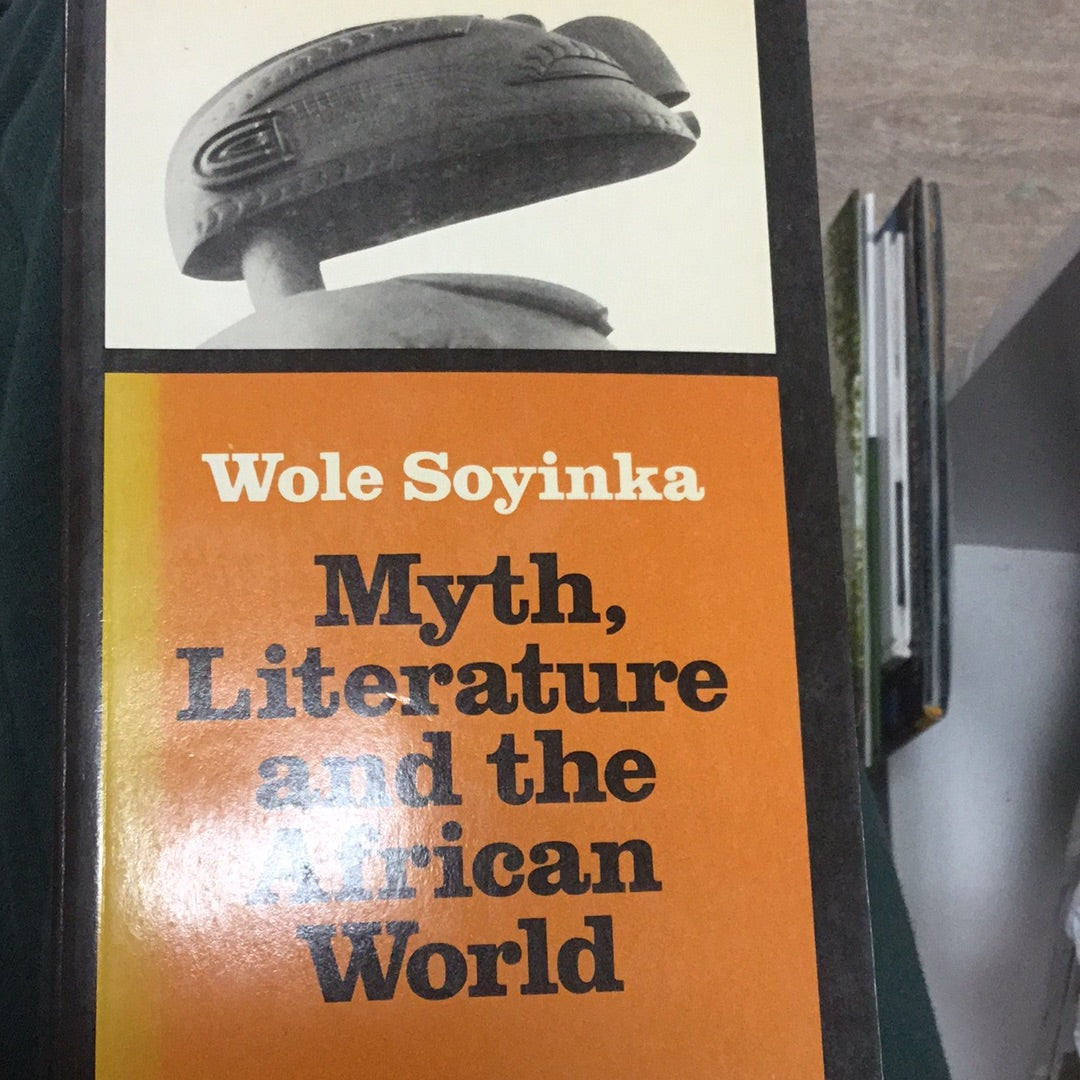 Wole Soyinka
Myth,
Literature
and the
African
World